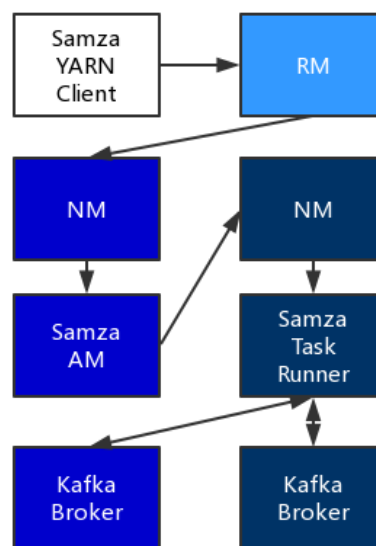 Samza
YARN
Client
RM
NM
NM
Samza
AM
Samza
Task
Runner
Kafka
Broker
Kafka
Broker